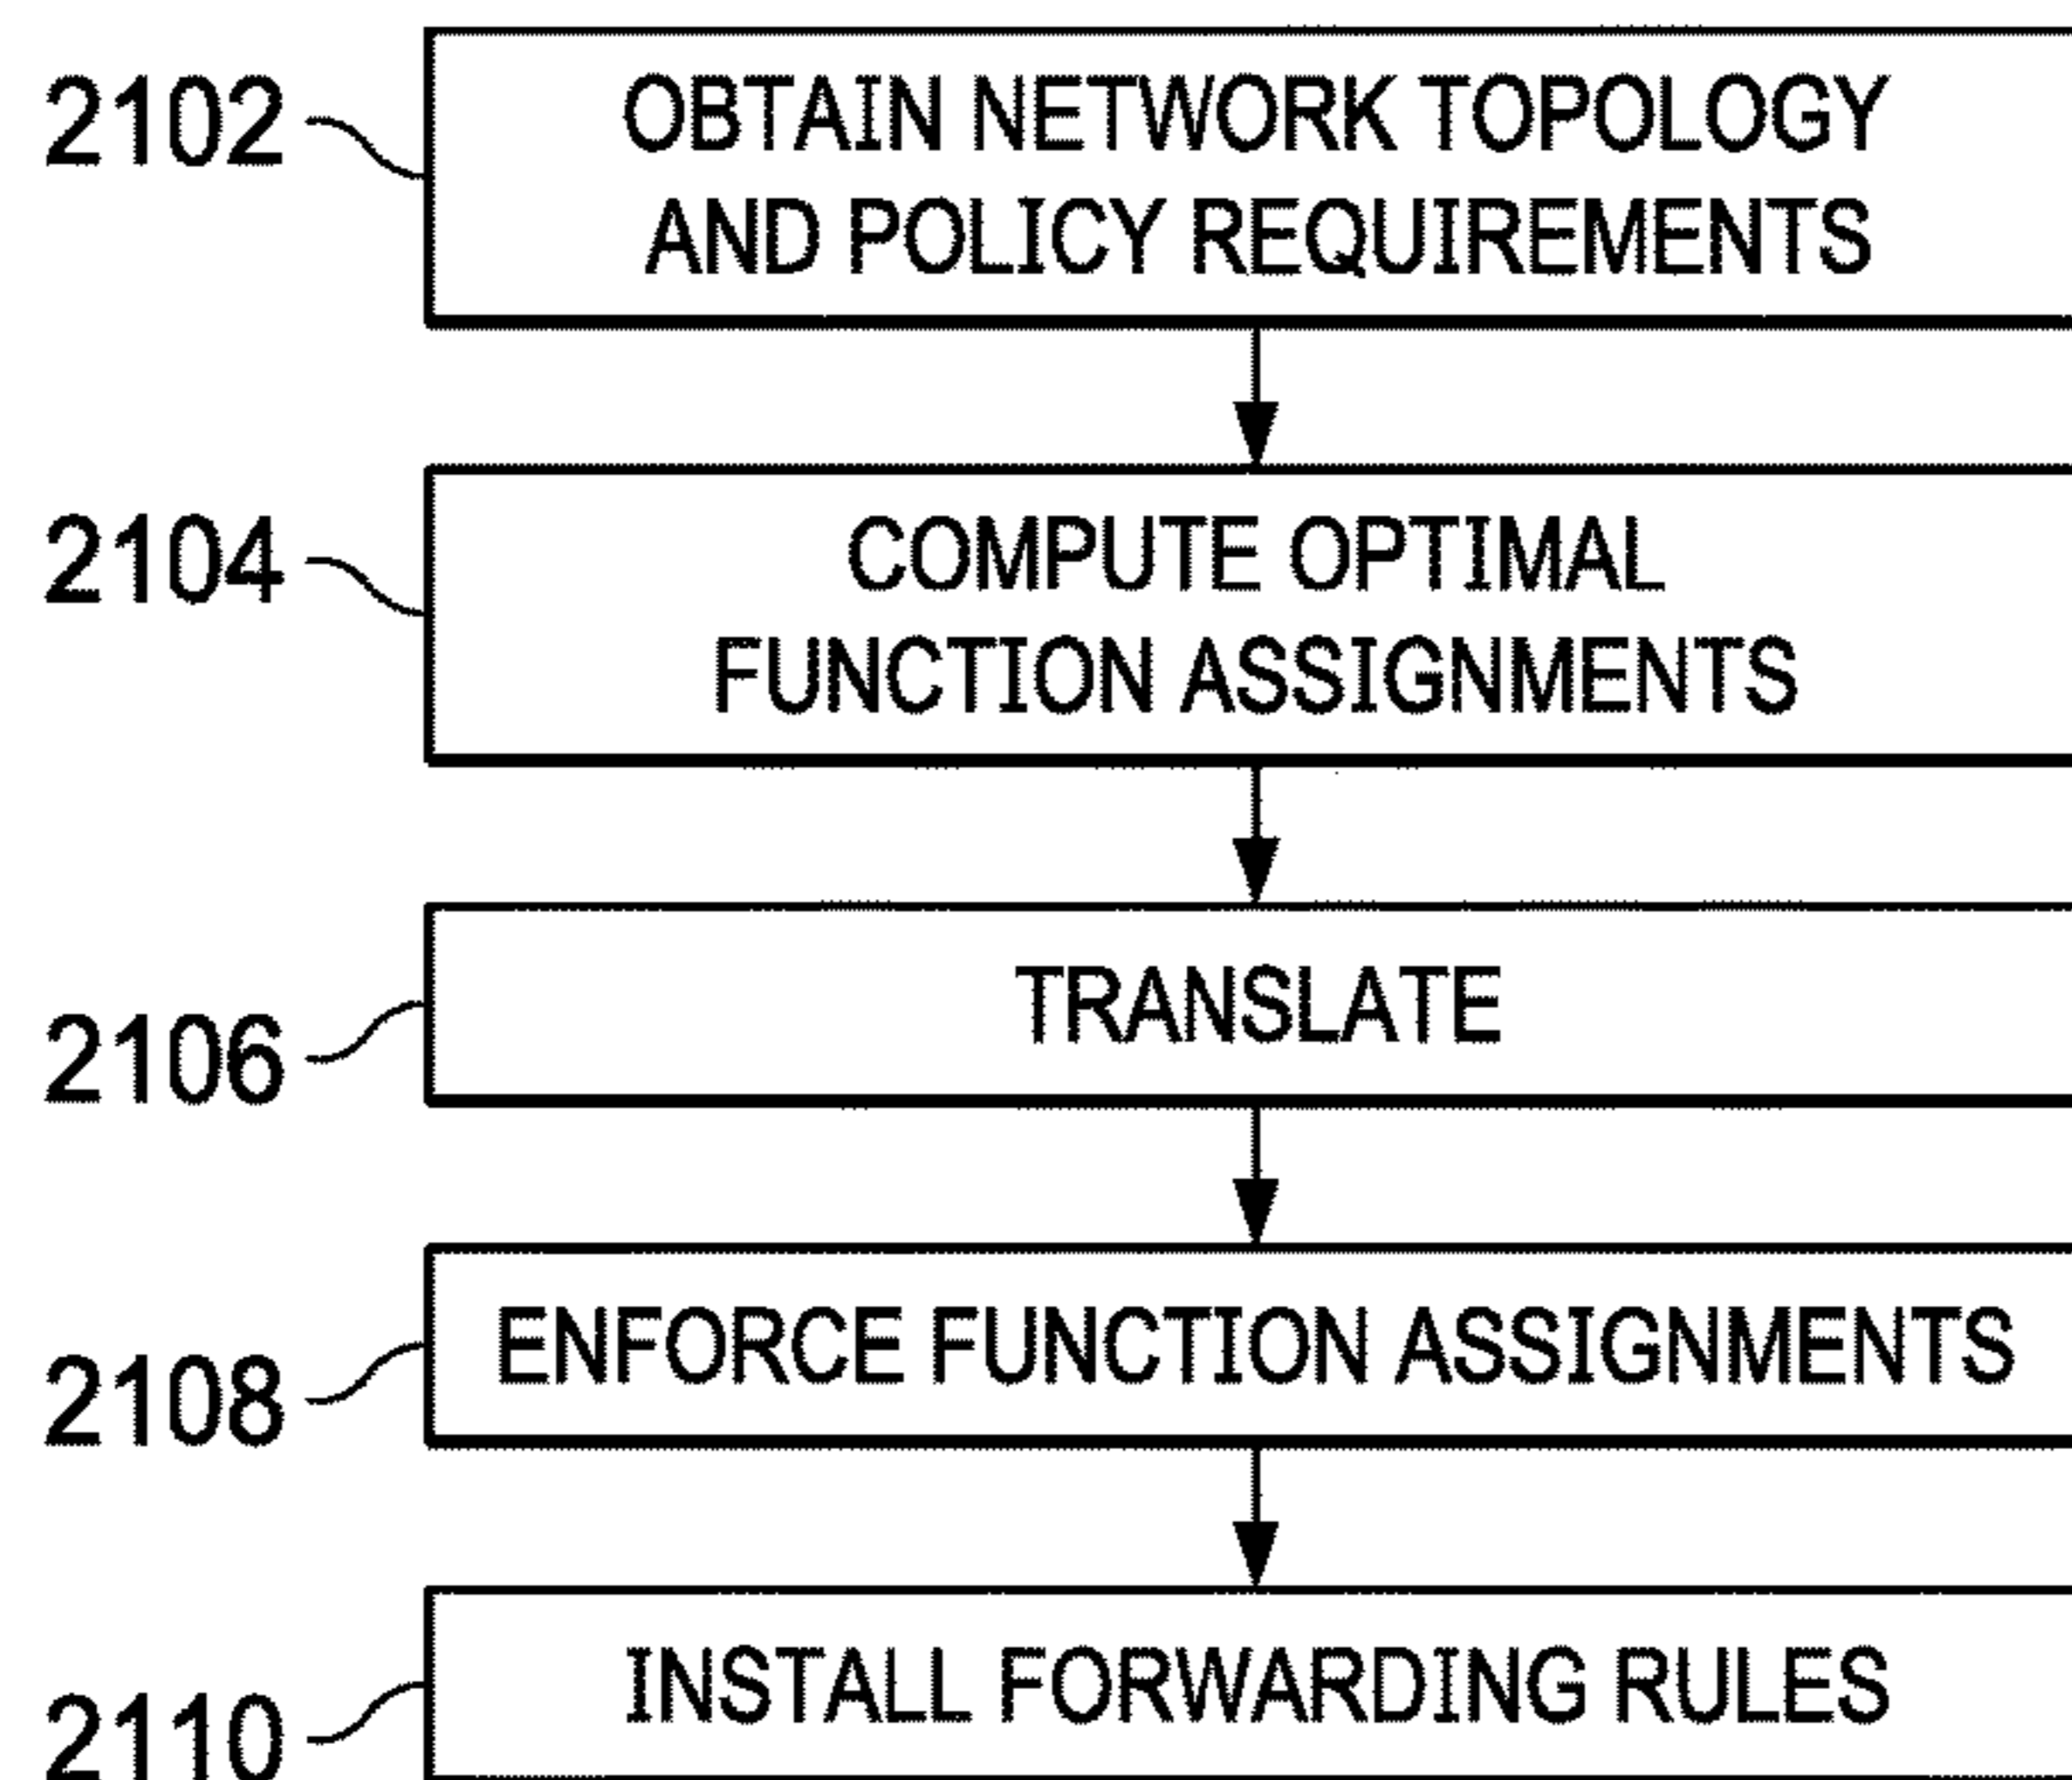 2102
OBTAIN NETWORK TOPOLOGY
AND POLICY REQUIREMENTS
2104
COMPUTE OPTIMAL
FUNCTION ASSIGNMENTS
2106
TRANSLATE
2108
ENFORCE FUNCTION ASSIGNMENTS
2110
INSTALL FORWARDING RULES